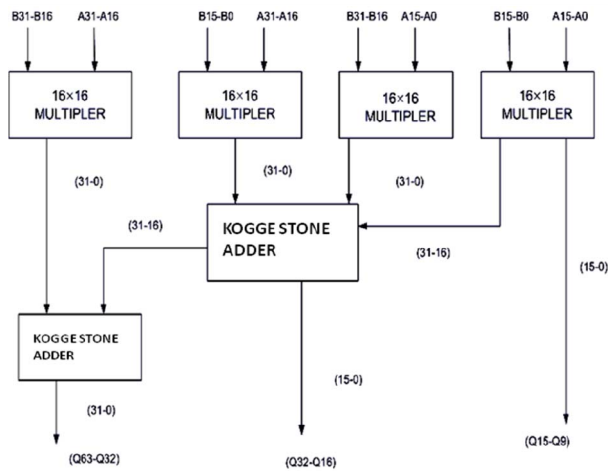 B31-B16 A31-A16 B15-B0 A31-A16 B31-B16 A15-A0 B15-B0 A15-A0
16×16
MULTIPLER
16×16
MULTIPLER
16×16
MULTIPLER
16×16
MULTIPLER
(31-0)
(31-0)
(31-0)
(31-16)
KOGGE STONE
ADDER
(31-16)
(15-0)
KOGGE STONE
ADDER
(15-0)
(31-0)
(Q63-Q32)
(Q32-Q16)
(Q15-Q9)